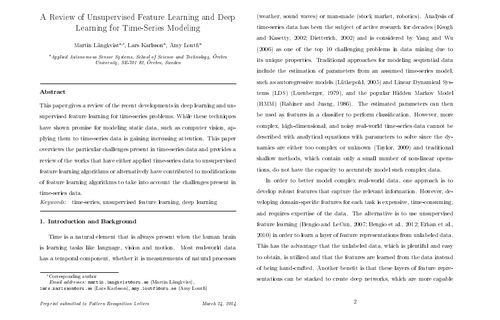 A Review of Unsupervised Feature Learning and Deep
Learning for Time-Series Modeling
Martin Längkvist*,ª, Lars Karlssonª, Amy Loutfiª
ªApplied Autonomous Sensor Systems, School of Science and Technology, Örebro
University, SE-701 82, Örebro, Sweden
Abstract
This paper gives a review of the recent developments in deep learning and un-
supervised feature learning for time-series problems. While these techniques
have shown promise for modeling static data, such as computer vision, ap-
plying them to time-series data is gaining increasing attention. This paper
overviews the particular challenges present in time-series data and provides a
review of the works that have either applied time-series data to unsupervised
feature learning algorithms or alternatively have contributed to modifications
of feature learning algorithms to take into account the challenges present in
time-series data.
Keywords: time-series, unsupervised feature learning, deep learning
1. Introduction and Background
Time is a natural element that is always present when the human brain
is learning tasks like language, vision and motion. Most real-world data
has a temporal component, whether it is measurements of natural processes
*Corresponding author
Email addresses: martin.langkvist@oru.se (Martin Längkvist),
lars.karlsson@oru.se (Lars Karlsson), amy.loutfi@oru.se (Amy Loutfi)
Preprint submitted to Pattern Recognition Letters March 24, 2014
(weather, sound waves) or man-made (stock market, robotics). Analysis of
time-series data has been the subject of active research for decades (Keogh
and Kasetty, 2002; Dietterich, 2002) and is considered by Yang and Wu
(2006) as one of the top 10 challenging problems in data mining due to
its unique properties. Traditional approaches for modeling sequential data
include the estimation of parameters from an assumed time-series model,
such as autoregressive models (Lütkepohl, 2005) and Linear Dynamical Sys-
tems (LDS) (Luenberger, 1979), and the popular Hidden Markov Model
(HMM) (Rabiner and Juang, 1986). The estimated parameters can then
be used as features in a classifier to perform classification. However, more
complex, high-dimensional, and noisy real-world time-series data cannot be
described with analytical equations with parameters to solve since the dy-
namics are either too complex or unknown (Taylor, 2009) and traditional
shallow methods, which contain only a small number of non-linear opera-
tions, do not have the capacity to accurately model such complex data.
In order to better model complex real-world data, one approach is to
develop robust features that capture the relevant information. However, de-
veloping domain-specific features for each task is expensive, time-consuming,
and requires expertise of the data. The alternative is to use unsupervised
feature learning (Bengio and LeCun, 2007; Bengio et al., 2012; Erhan et al.,
2010) in order to learn a layer of feature representations from unlabeled data.
This has the advantage that the unlabeled data, which is plentiful and easy
to obtain, is utilized and that the features are learned from the data instead
of being hand-crafted. Another benefit is that these layers of feature repre-
sentations can be stacked to create deep networks, which are more capable
2